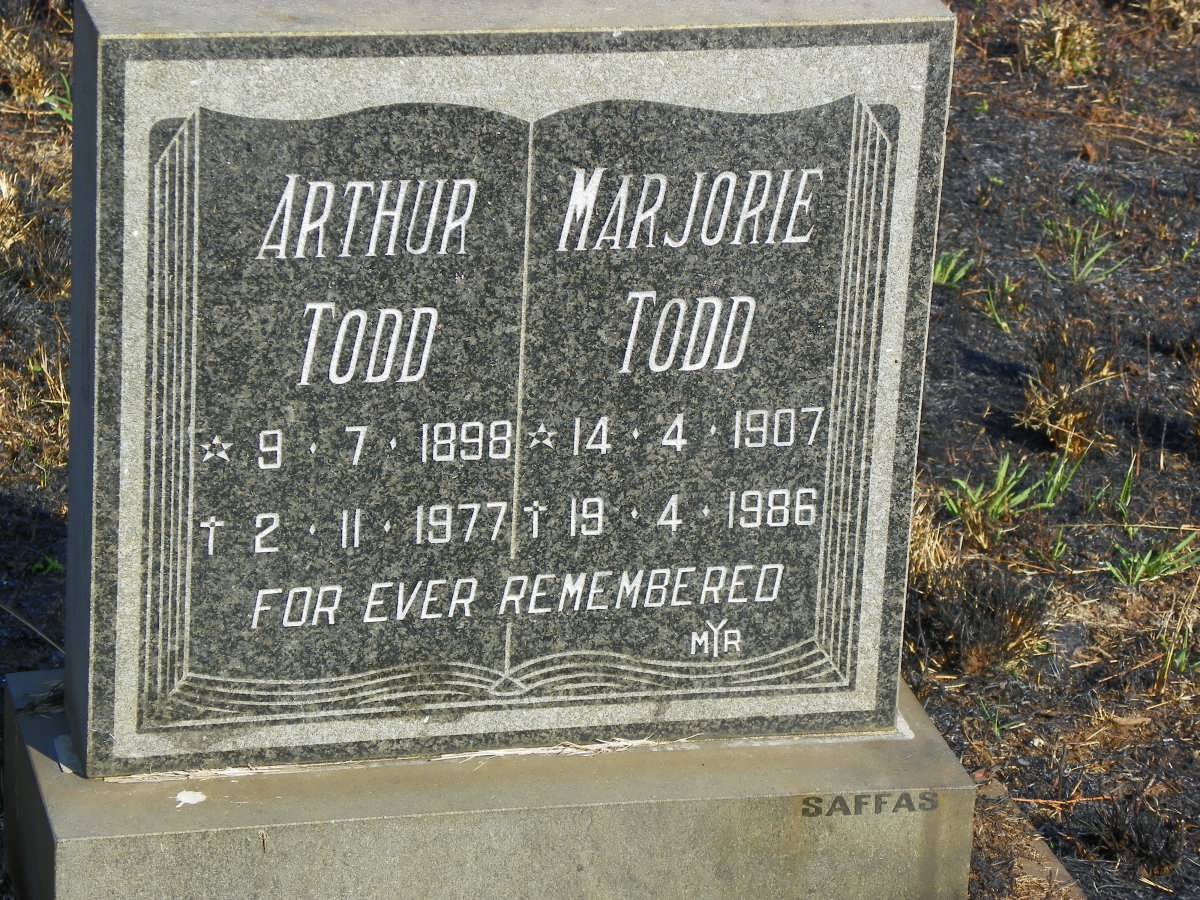 ARTHUR
TODD
☆ 9 · 7 · 1898
† 2 · 11 · 1977
MARJORIE
TODD
☆ 14 · 4 · 1907
† 19 · 4 · 1986
FOR EVER REMEMBERED
MYR
SAFFAS